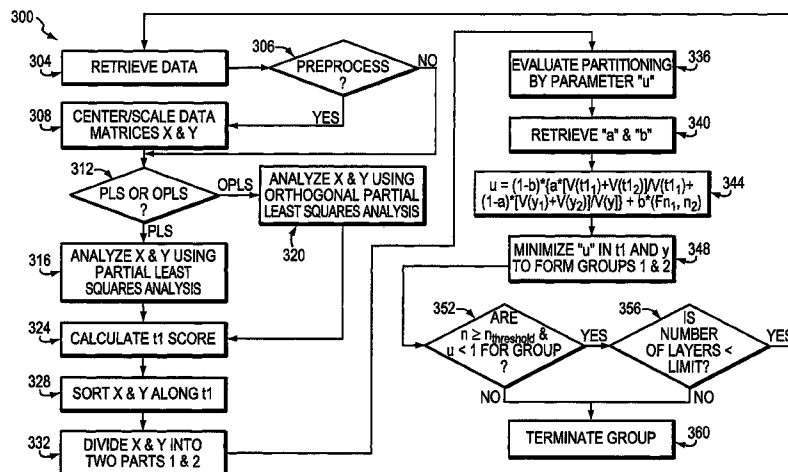 300
304
RETRIEVE DATA
306
PREPROCESS
?
NO
YES
308
CENTER/SCALE DATA
MATRICES X & Y
312
PLS OR OPLS
?
OPLS
PLS
ANALYZE X & Y USING
ORTHOGONAL PARTIAL
LEAST SQUARES ANALYSIS
320
316
ANALYZE X & Y USING
PARTIAL LEAST
SQUARES ANALYSIS
324
CALCULATE t1 SCORE
328
SORT X & Y ALONG t1
332
DIVIDE X & Y INTO
TWO PARTS 1 & 2
EVALUATE PARTITIONING
BY PARAMETER "u"
336
RETRIEVE "a" & "b"
340
u = (1-b)*{a*[V(t1₁)+V(t1₂)]/V(t1₁)+
(1-a)*[V(y₁)+V(y₂)]/V(y)} + b*(Fn₁, n₂)
344
MINIMIZE "u" IN t1 AND y
TO FORM GROUPS 1 & 2
348
352
ARE
n ≥ nthreshold &
u < 1 FOR GROUP
?
YES
NO
356
IS
NUMBER
OF LAYERS <
LIMIT?
YES
NO
TERMINATE GROUP
360